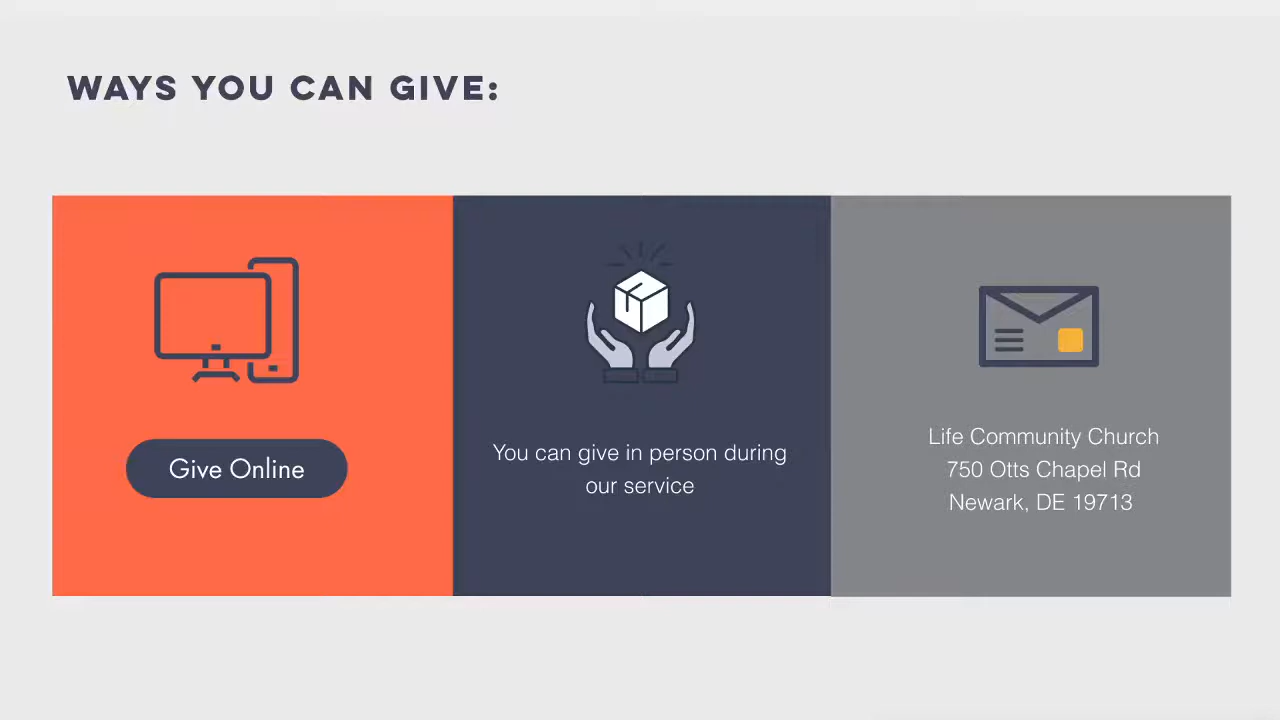 WAYS YOU CAN GIVE:
Give Online
You can give in person during
our service
Life Community Church
750 Otts Chapel Rd
Newark, DE 19713